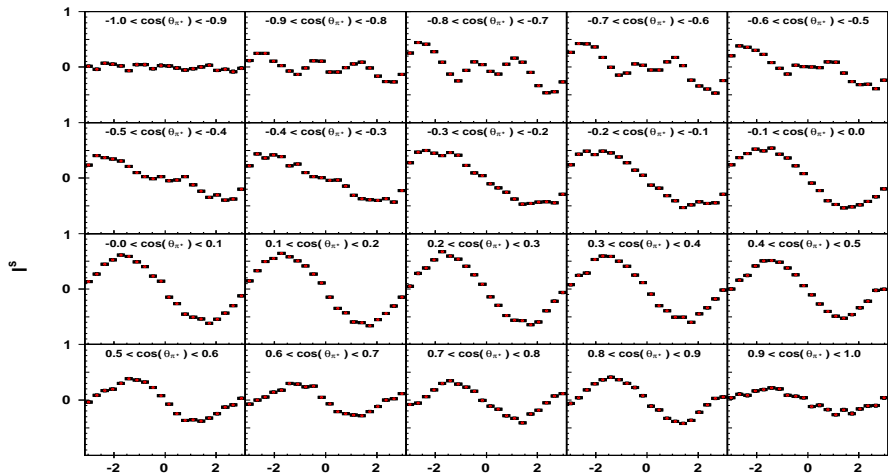 1
-1.0 < cos(θπ+) < -0.9
-0.9 < cos(θπ+) < -0.8
-0.8 < cos(θπ+) < -0.7
-0.7 < cos(θπ+) < -0.6
-0.6 < cos(θπ+) < -0.5
0
1
-0.5 < cos(θπ+) < -0.4
-0.4 < cos(θπ+) < -0.3
-0.3 < cos(θπ+) < -0.2
-0.2 < cos(θπ+) < -0.1
-0.1 < cos(θπ+) < 0.0
0
1
-0.0 < cos(θπ+) < 0.1
0.1 < cos(θπ+) < 0.2
0.2 < cos(θπ+) < 0.3
0.3 < cos(θπ+) < 0.4
0.4 < cos(θπ+) < 0.5
Is
0
1
0.5 < cos(θπ+) < 0.6
0.6 < cos(θπ+) < 0.7
0.7 < cos(θπ+) < 0.8
0.8 < cos(θπ+) < 0.9
0.9 < cos(θπ+) < 1.0
0
-2 0 2 -2 0 2 -2 0 2 -2 0 2 -2 0 2